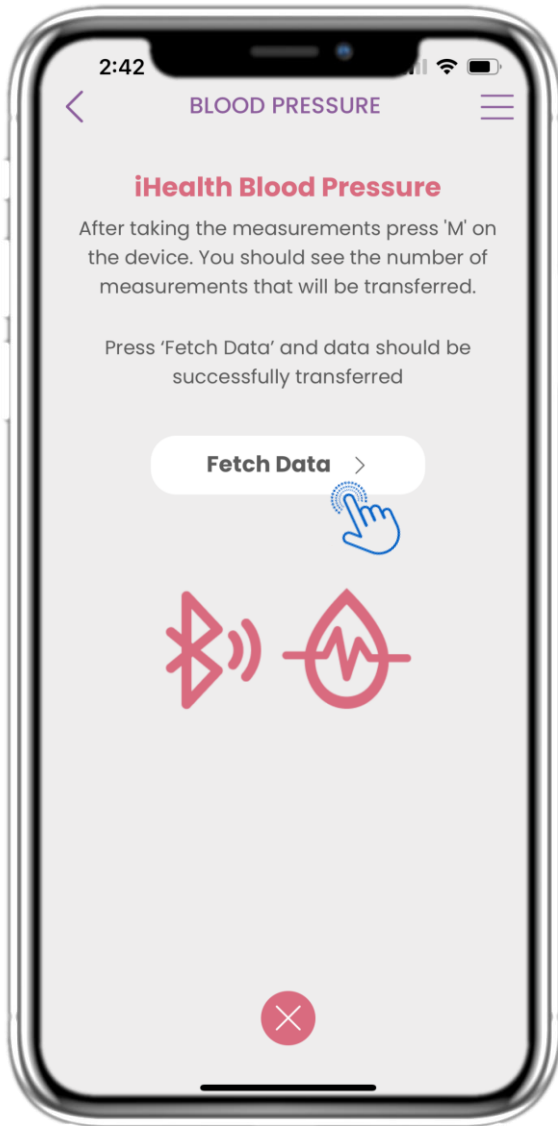 2:42
BLOOD PRESSURE
iHealth Blood Pressure
After taking the measurements press 'M' on
the device. You should see the number of
measurements that will be transferred.
Press ‘Fetch Data’ and data should be
successfully transferred
Fetch Data